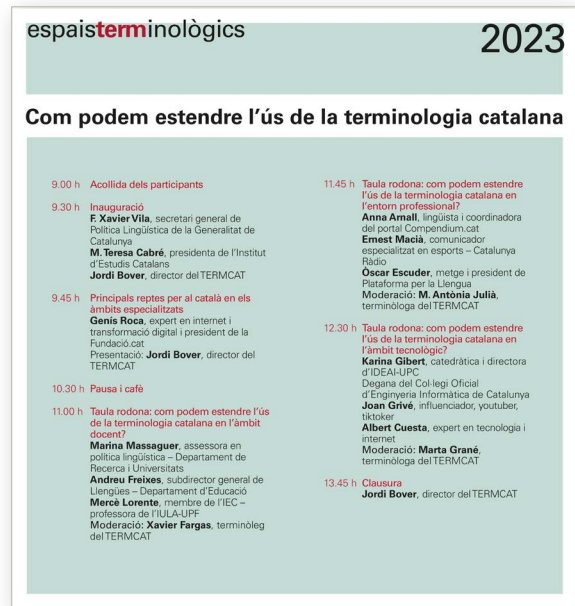 espaisterminològics
2023
Com podem estendre l'ús de la terminologia catalana
9.00 h Acollida dels participants
9.30 h Inauguració
F. Xavier Vila, secretari general de
Política Lingüística de la Generalitat de
Catalunya
M. Teresa Cabré, presidenta de l'Institut
d'Estudis Catalans
Jordi Bover, director del TERMCAT
9.45 h Principals reptes per al català en els
àmbits especialitzats
Genís Roca, expert en internet i
transformació digital i president de la
Fundació.cat
Presentació: Jordi Bover, director del
TERMCAT
10.30 h Pausa i cafè
11.00 h Taula rodona: com podem estendre l'ús
de la terminologia catalana en l'àmbit
docent?
Marina Massaguer, assessora en
política lingüística – Departament de
Recerca i Universitats
Andreu Freixes, subdirector general de
Llengües – Departament d'Educació
Mercè Lorente, membre de l'IEC –
professora de l'IULA-UPF
Moderació: Xavier Fargas, terminòleg
del TERMCAT
11.45 h Taula rodona: com podem estendre
l'ús de la terminologia catalana en
l'entorn professional?
Anna Arnall, lingüista i coordinadora
del portal Compendium.cat
Ernest Macià, comunicador
especialitzat en esports – Catalunya
Ràdio
Òscar Escuder, metge i president de
Plataforma per la Llengua
Moderació: M. Antònia Julià,
terminòloga del TERMCAT
12.30 h Taula rodona: com podem estendre
l'ús de la terminologia catalana en
l'àmbit tecnològic?
Karina Gibert, catedràtica i directora
d'IDEAI-UPC
Degana del Col·legi Oficial
d'Enginyeria Informàtica de Catalunya
Joan Grivé, influenciador, youtuber,
tiktoker
Albert Cuesta, expert en tecnologia i
internet
Moderació: Marta Grané,
terminòloga del TERMCAT
13.45 h Clausura
Jordi Bover, director del TERMCAT